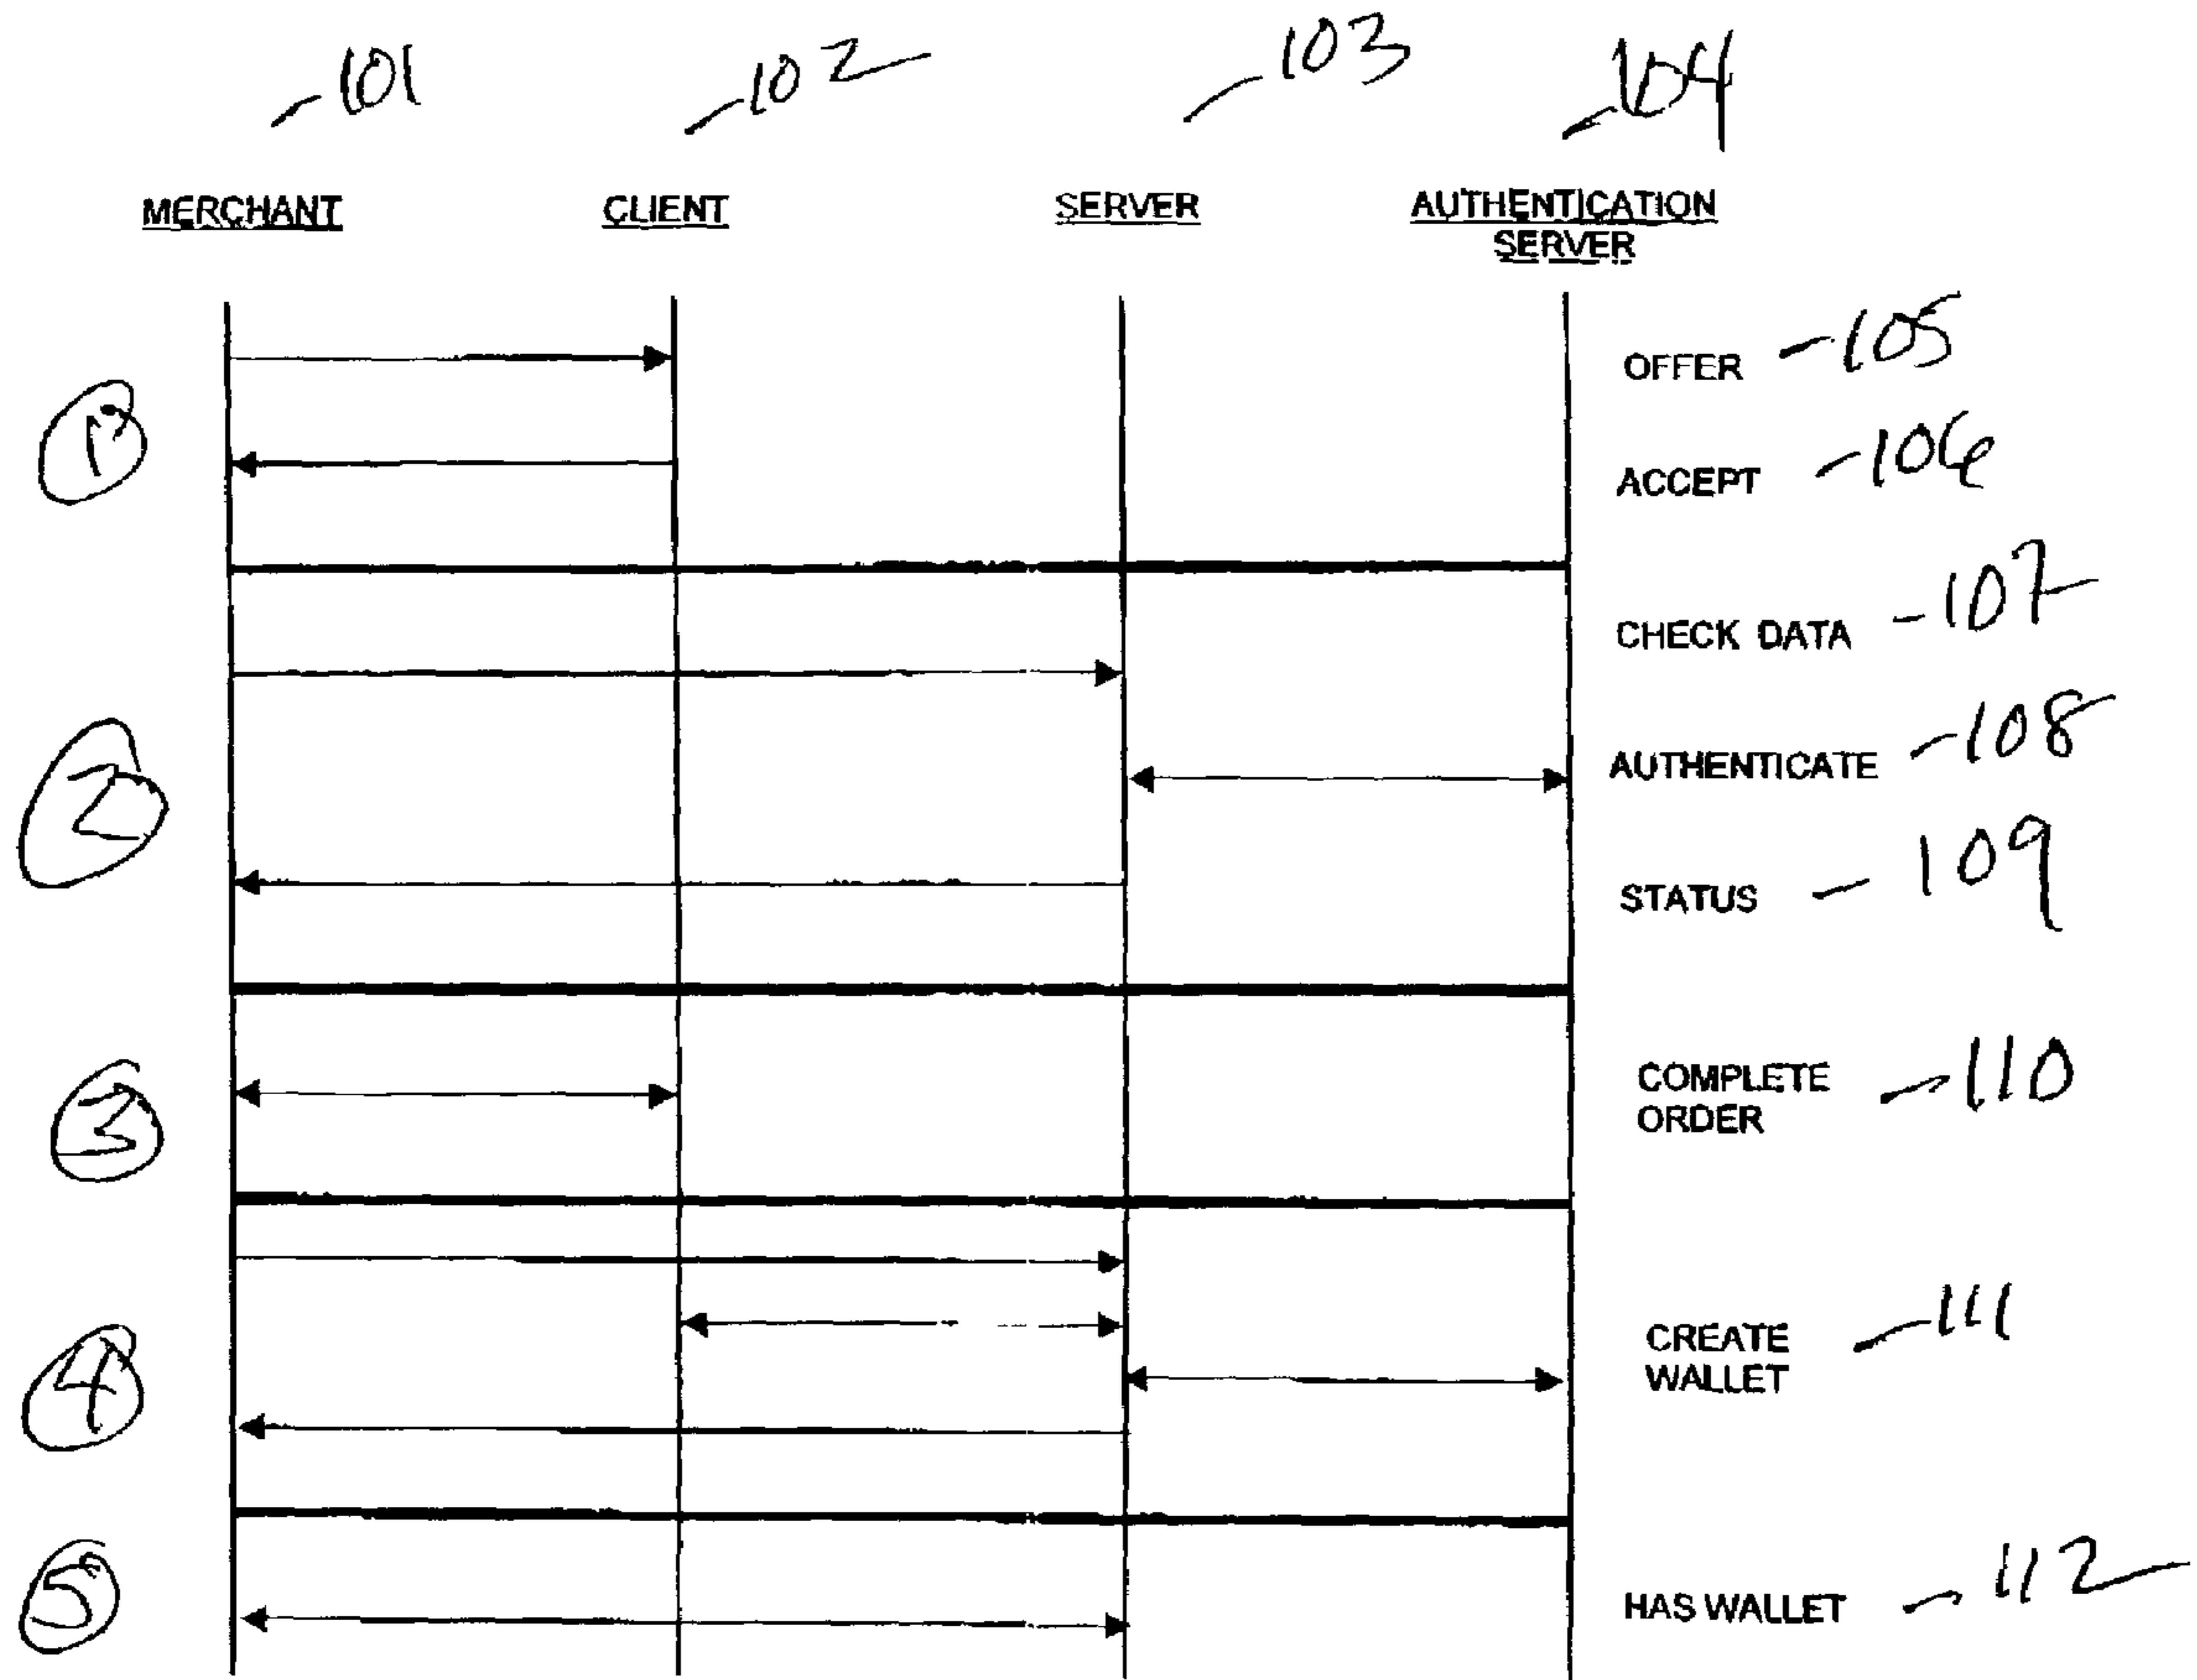 -101 -102 -103 -104
MERCHANT CLIENT SERVER AUTHENTICATION
SERVER
OFFER -105
1
ACCEPT -106
CHECK DATA -107
AUTHENTICATE -108
2
STATUS -109
COMPLETE -110
ORDER
3
CREATE -111
WALLET
4
HAS WALLET -112
5